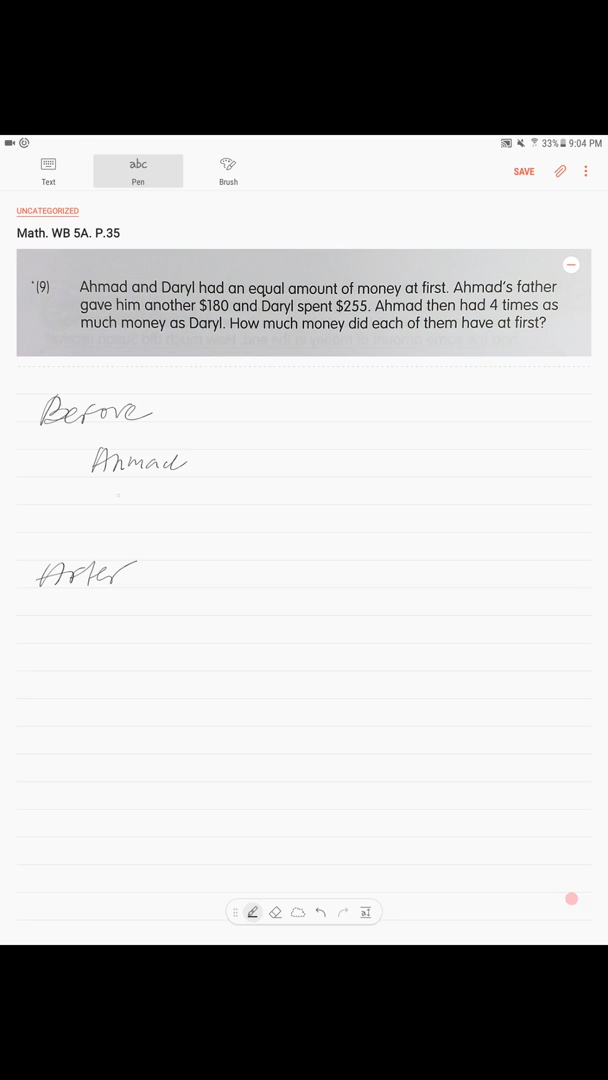 33% 9:04 PM
Text
abc
Pen
Brush
SAVE
UNCATEGORIZED
Math. WB 5A. P.35
*(9) Ahmad and Daryl had an equal amount of money at first. Ahmad's father
gave him another $180 and Daryl spent $255. Ahmad then had 4 times as
much money as Daryl. How much money did each of them have at first?
Before
Ahmad
After